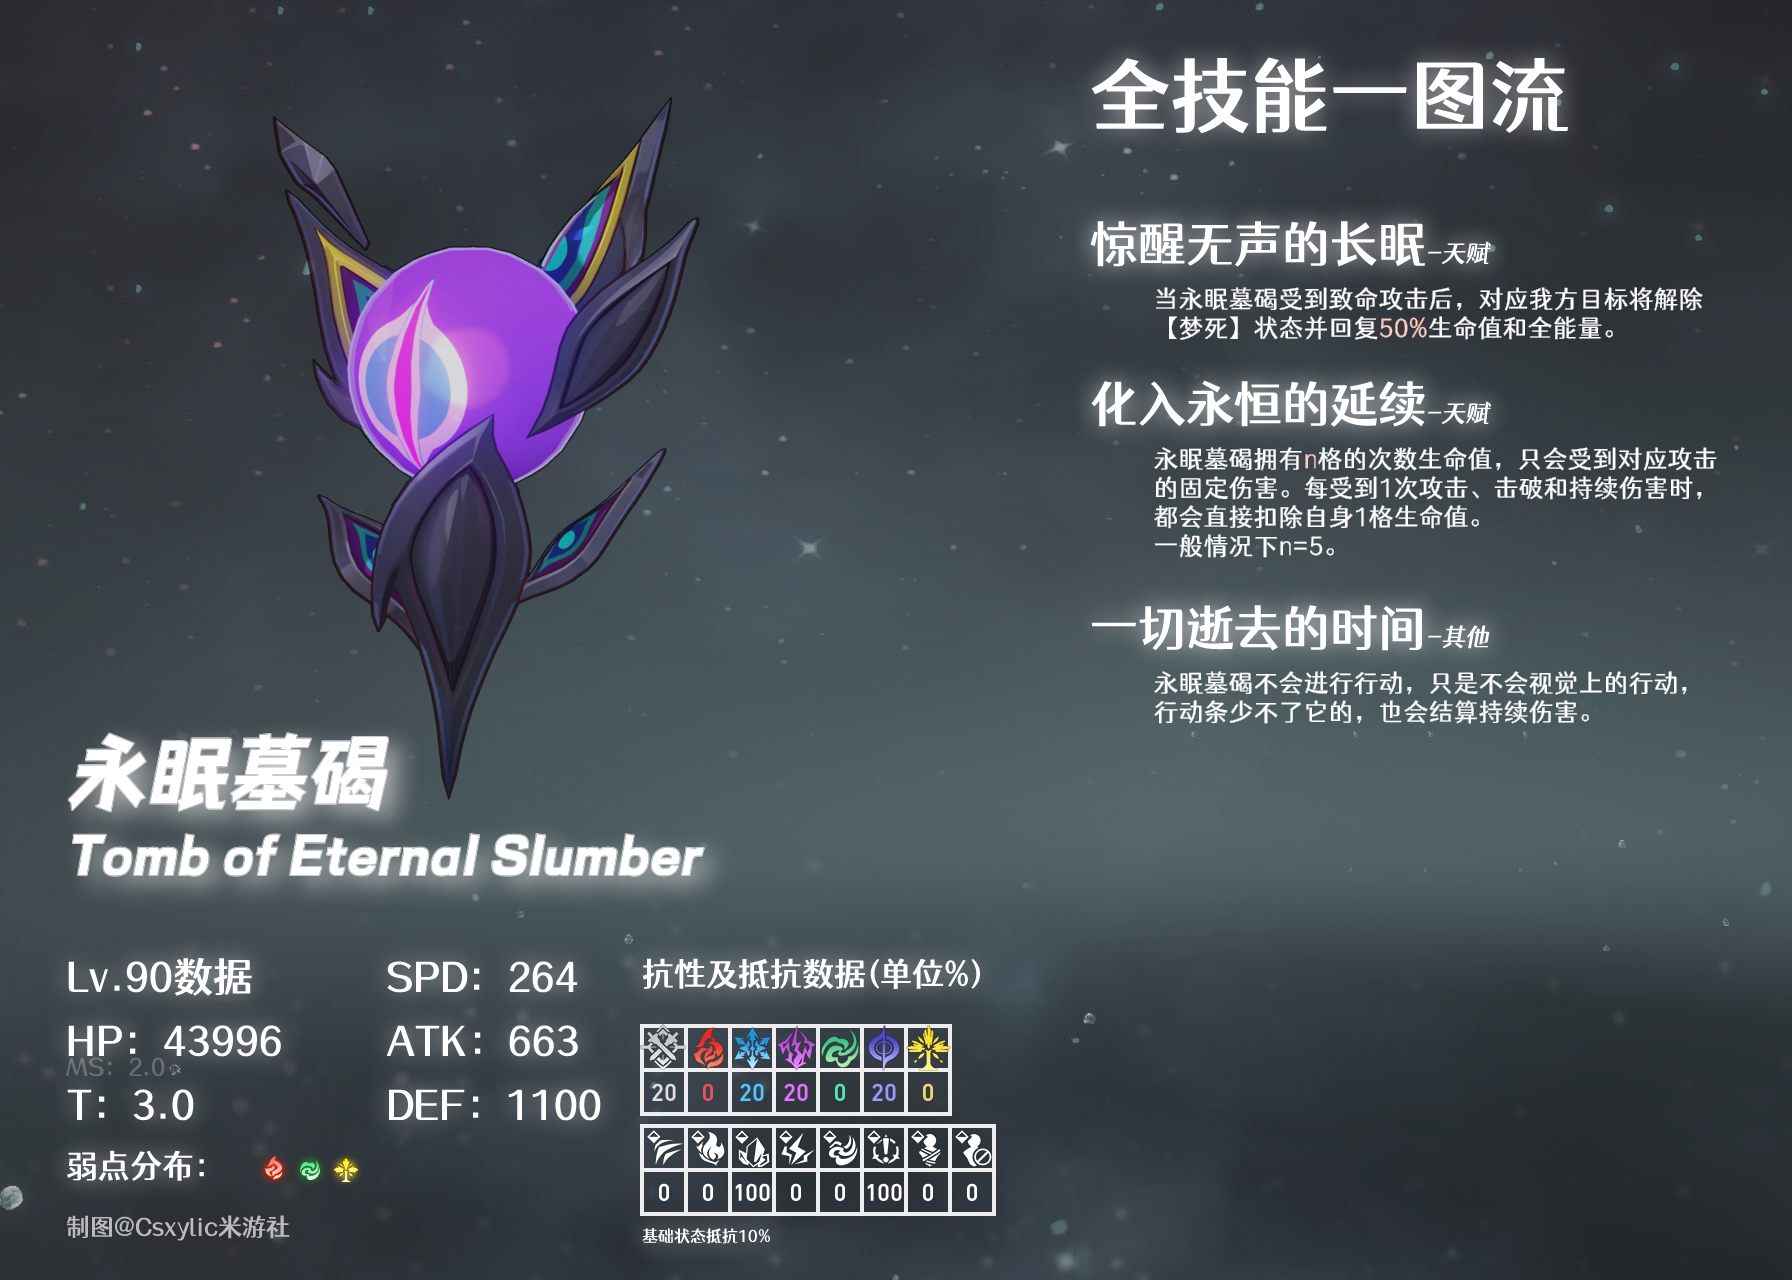 全技能一图流
惊醒无声的长眠-天赋
当永眠墓碣受到致命攻击后，对应我方目标将解除
【梦死】状态并回复50%生命值和全能量。
化入永恒的延续-天赋
永眠墓碣拥有n格的次数生命值，只会受到对应攻击
的固定伤害。每受到1次攻击、击破和持续伤害时，
都会直接扣除自身1格生命值。
一般情况下n=5。
一切逝去的时间-其他
永眠墓碣不会进行行动，只是不会视觉上的行动，
行动条少不了它的，也会结算持续伤害。
永眠墓碣
Tomb of Eternal Slumber
Lv.90数据
SPD：264
HP：43996
ATK：663
MS：2.0
T：3.0
DEF：1100
弱点分布：
制图@Csxylic米游社
抗性及抵抗数据(单位%)
20 0 20 20 0 20 0
0 0 100 0 0 100 0 0
基础状态抵抗10%